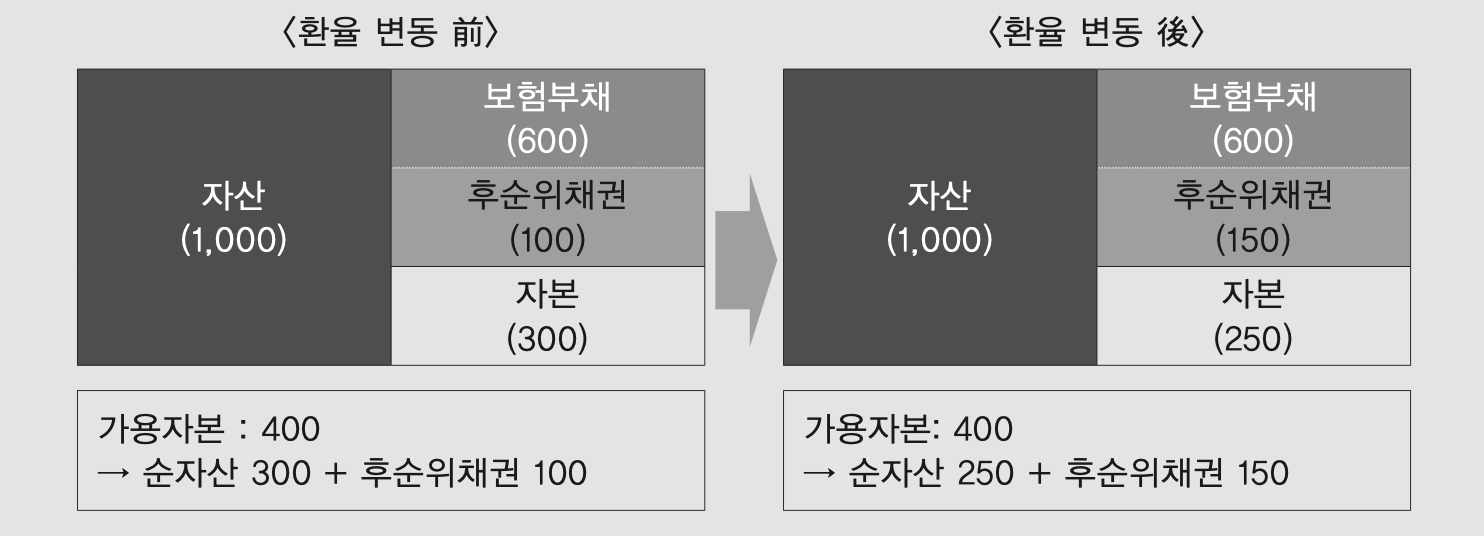 〈환율 변동 前〉
자산
(1,000)
보험부채
(600)
후순위채권
(100)
자본
(300)
가용자본 : 400
→ 순자산 300 + 후순위채권 100
〈환율 변동 後〉
자산
(1,000)
보험부채
(600)
후순위채권
(150)
자본
(250)
가용자본: 400
→ 순자산 250 + 후순위채권 150